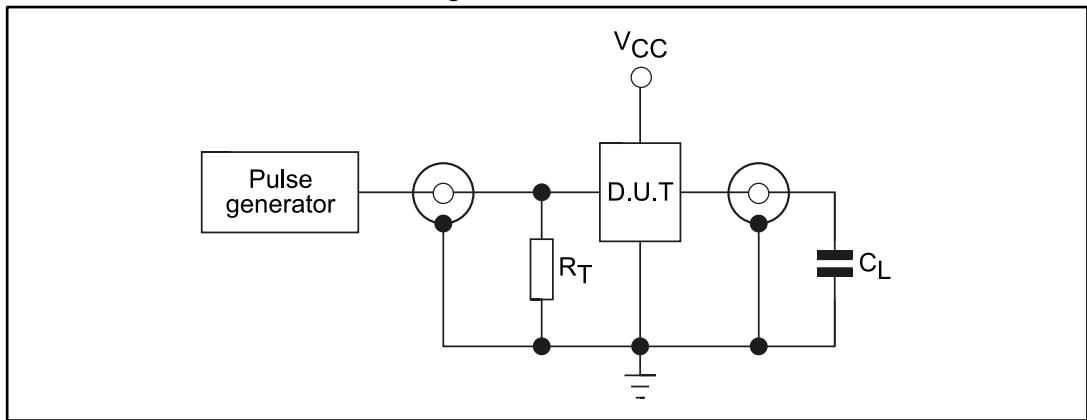 VCC
Pulse
generator
D.U.T
RT
CL